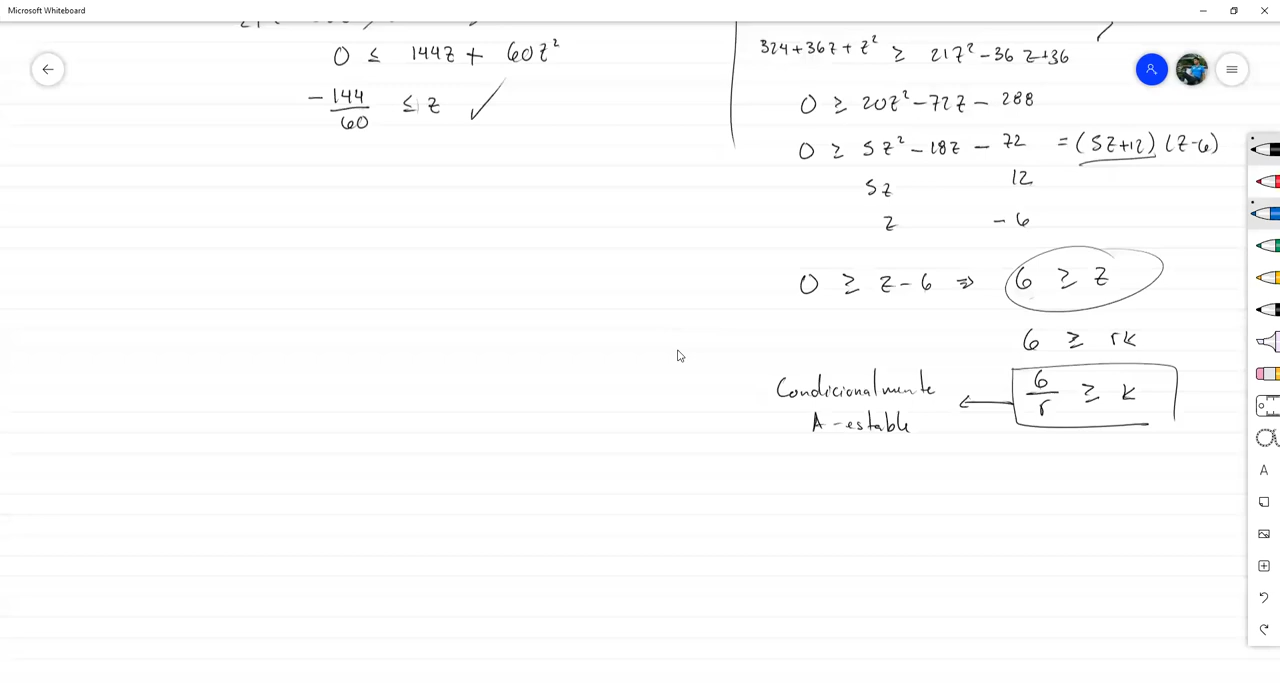 Microsoft Whiteboard
0 ≤ 144z + 60z²
-144/60 ≤ z ✓
324+36z+z² ≥ 21z²-36z+36
0 ≥ 20z²-72z-288
0 ≥ 5z²-18z-72 = (5z+12)(z-6)
5z 12
z -6
0 ≥ z-6 ⇒ 6 ≥ z
6 ≥ rk
6/r ≥ k
Condicionalmente
A-estable
A